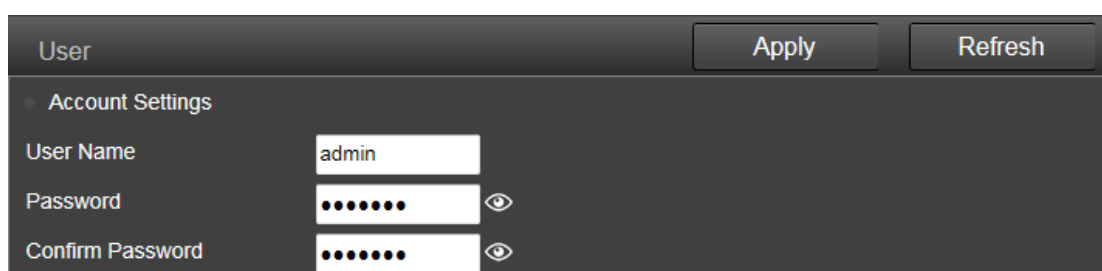 User Apply Refresh
Account Settings
User Name admin
Password •••••••
Confirm Password •••••••